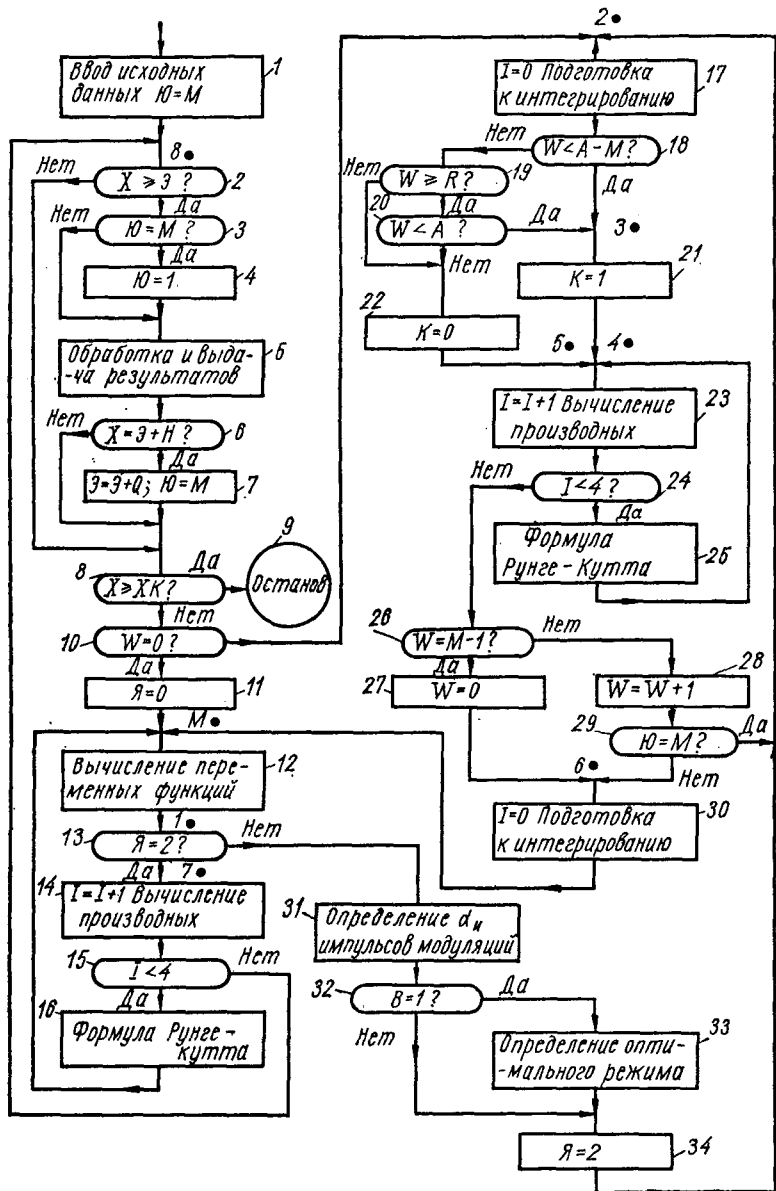 Ввод исходных
данных Ю=М
1
8•
Нет
X ≥ Э ?
2
Да
Нет
Ю=М ?
3
Да
Ю=1
4
Обработка и выда-
-ча результатов
5
Нет
X=Э+Н ?
6
Да
Э=Э+Q; Ю=М
7
9
Останов
8
X≥XК?
Да
Нет
10
W=0?
Да
Я=0
11
М•
Вычисление пере-
менных функций
12
1•
13
Я=2?
Нет
Да
7•
14
I=I+1 Вычисление
производных
15
I<4
Нет
Да
16
Формула Рунге-
кутта
2•
I=0 Подготовка
к интегрированию
17
Нет
W<A-M?
18
Да
Нет
W ≥ R?
19
20
Да
W<A ?
Да
3•
Нет
21
K=1
22
K=0
5•
4•
I=I+1 Вычисление
производных
23
Нет
I<4?
24
Да
Формула
Рунге-Кутта
25
26
W=M-1?
Нет
Да
27
W=0
28
W=W+1
29
Ю=М?
Да
6•
Нет
I=0 Подготовка
к интегрированию
30
31
Определение dи
импульсов модуляций
32
B=1?
Да
Нет
33
Определение опти-
-мального режима
Я=2
34